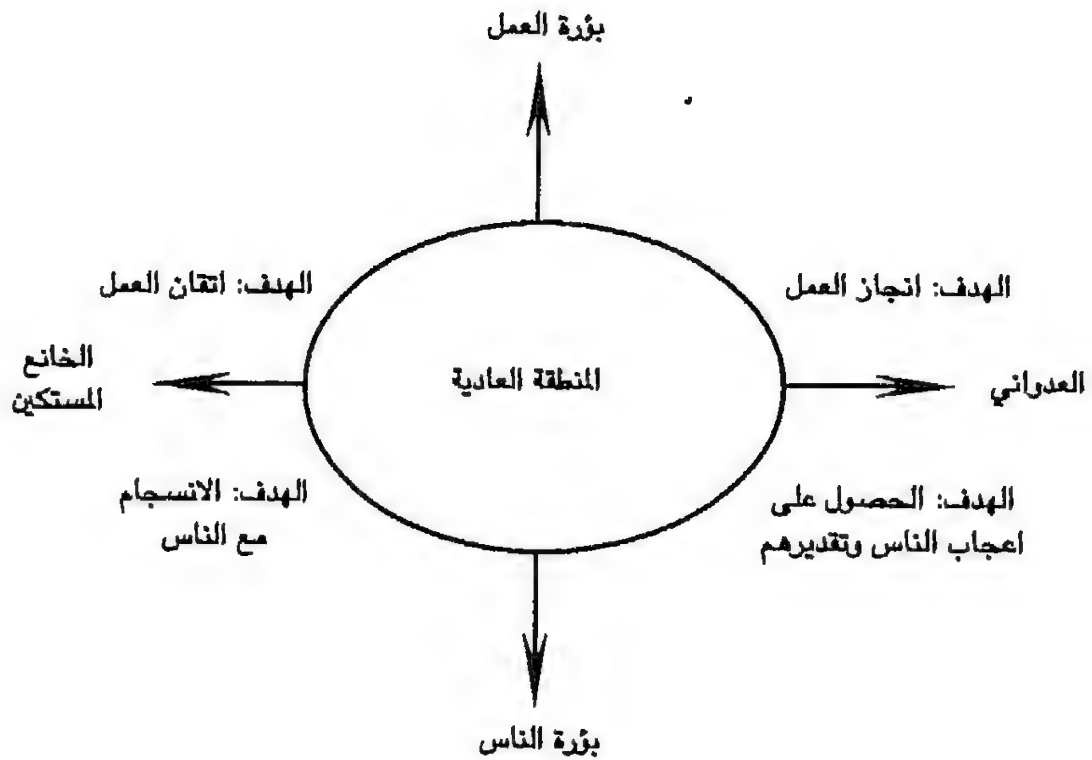 بؤرة العمل
الهدف: انجاز العمل
الهدف: اتقان العمل
العدواني
المنطقة العادية
الخانع
المستكين
الهدف: الحصول على
اعجاب الناس وتقديرهم
الهدف: الانسجام
مع الناس
بؤرة الناس